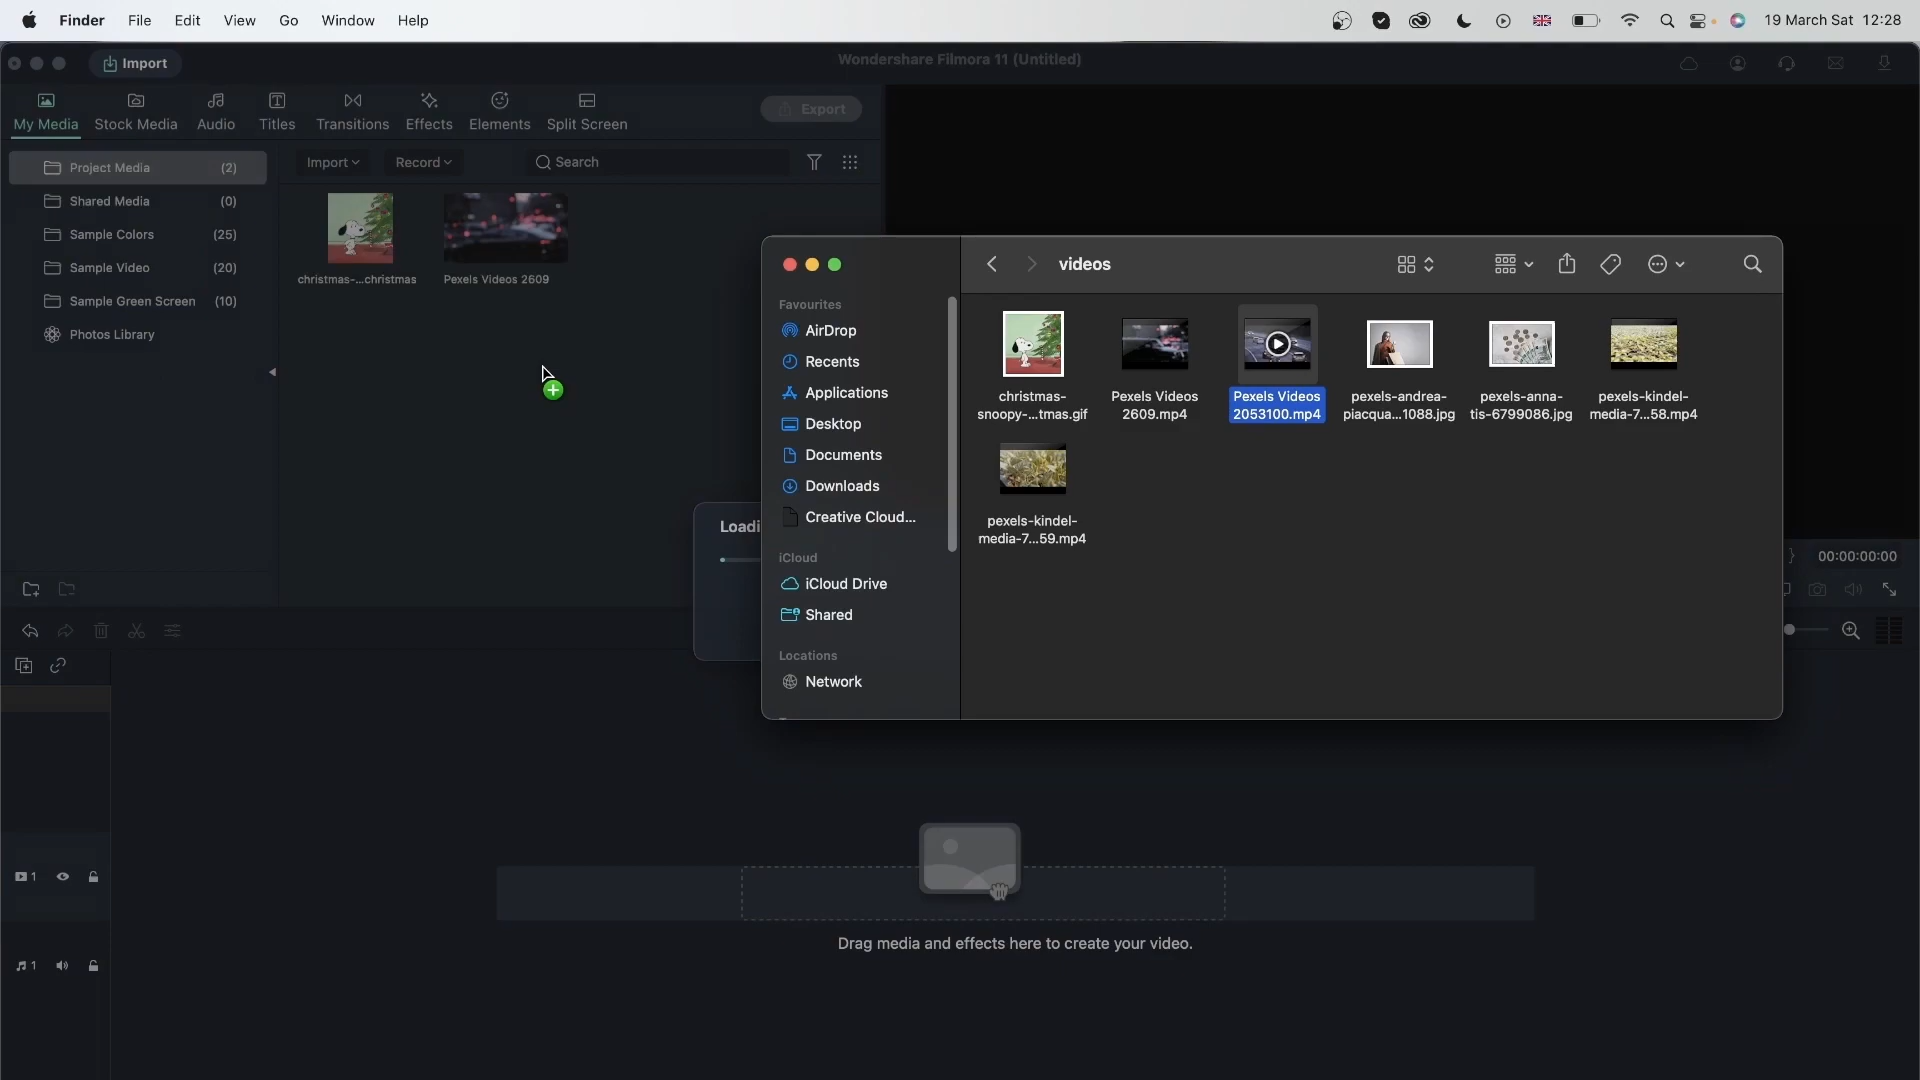 Finder File Edit View Go Window Help 19 March Sat 12:28
Import Wondershare Filmora 11 (Untitled)
My Media Stock Media Audio Titles Transitions Effects Elements Split Screen Export
Project Media (2)
Shared Media (0)
Sample Colors (25)
Sample Video (20)
Sample Green Screen (10)
Photos Library
Import Record Search
christmas-...christmas Pexels Videos 2609
Loadi
videos
Favourites
AirDrop
Recents
Applications
Desktop
Documents
Downloads
Creative Cloud...
iCloud
iCloud Drive
Shared
Locations
Network
christmas-
snoopy-...tmas.gif
Pexels Videos
2609.mp4
Pexels Videos
2053100.mp4
pexels-andrea-
piacqua...1088.jpg
pexels-anna-
tis-6799086.jpg
pexels-kindel-
media-7...58.mp4
pexels-kindel-
media-7...59.mp4
} 00:00:00:00
1
1
Drag media and effects here to create your video.